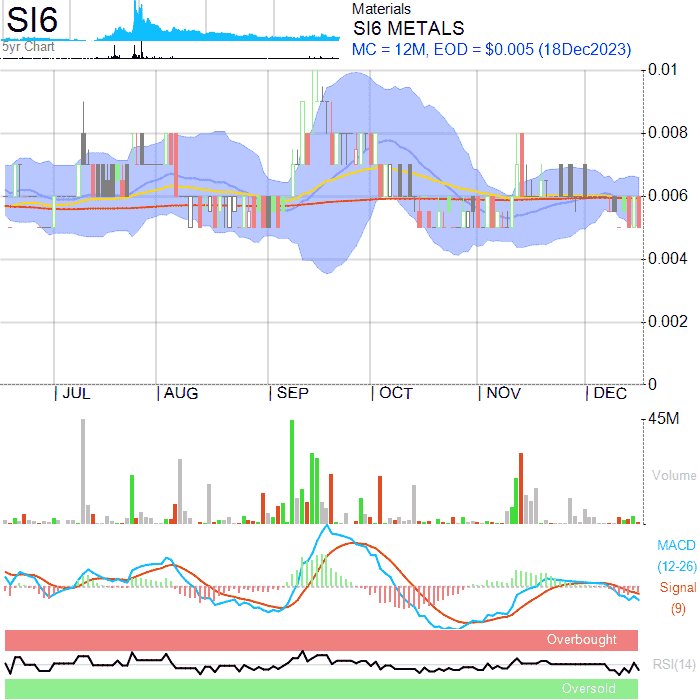 SI6
5yr Chart
Materials
SI6 METALS
MC = 12M, EOD = $0.005 (18Dec2023)
0.01
0.008
0.006
0.004
0.002
0
JUL
AUG
SEP
OCT
NOV
DEC
45M
Volume
MACD
(12-26)
Signal
(9)
Overbought
RSI(14)
Oversold